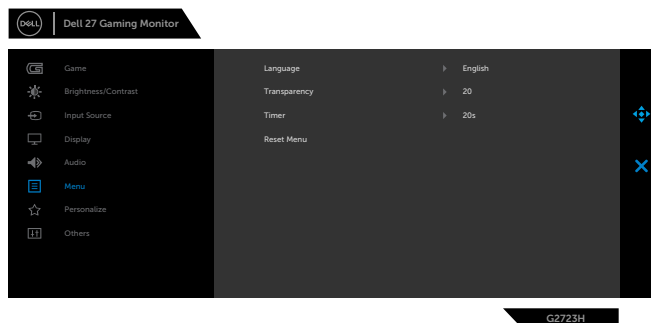 DELL
Dell 27 Gaming Monitor
Game
Language
English
Brightness/Contrast
Transparency
20
Input Source
Timer
20s
Display
Reset Menu
Audio
Menu
Personalize
Others
G2723H